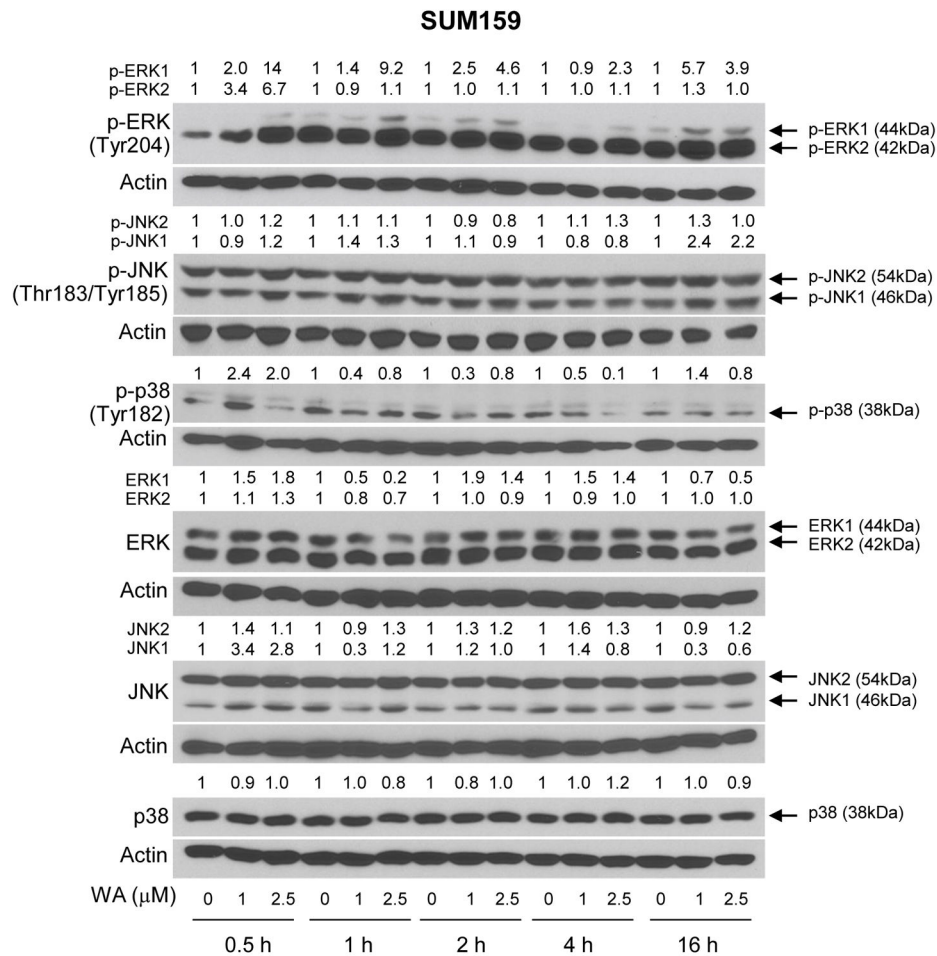 SUM159
p-ERK1 1 2.0 14 1 1.4 9.2 1 2.5 4.6 1 0.9 2.3 1 5.7 3.9
p-ERK2 1 3.4 6.7 1 0.9 1.1 1 1.0 1.1 1 1.0 1.1 1 1.3 1.0
p-ERK
(Tyr204)
p-ERK1 (44kDa)
p-ERK2 (42kDa)
Actin
p-JNK2 1 1.0 1.2 1 1.1 1.1 1 0.9 0.8 1 1.1 1.3 1 1.3 1.0
p-JNK1 1 0.9 1.2 1 1.4 1.3 1 1.1 0.9 1 0.8 0.8 1 2.4 2.2
p-JNK
(Thr183/Tyr185)
p-JNK2 (54kDa)
p-JNK1 (46kDa)
Actin
1 2.4 2.0 1 0.4 0.8 1 0.3 0.8 1 0.5 0.1 1 1.4 0.8
p-p38
(Tyr182)
p-p38 (38kDa)
Actin
ERK1 1 1.5 1.8 1 0.5 0.2 1 1.9 1.4 1 1.5 1.4 1 0.7 0.5
ERK2 1 1.1 1.3 1 0.8 0.7 1 1.0 0.9 1 0.9 1.0 1 1.0 1.0
ERK
ERK1 (44kDa)
ERK2 (42kDa)
Actin
JNK2 1 1.4 1.1 1 0.9 1.3 1 1.3 1.2 1 1.6 1.3 1 0.9 1.2
JNK1 1 3.4 2.8 1 0.3 1.2 1 1.2 1.0 1 1.4 0.8 1 0.3 0.6
JNK
JNK2 (54kDa)
JNK1 (46kDa)
Actin
1 0.9 1.0 1 1.0 0.8 1 0.8 1.0 1 1.0 1.2 1 1.0 0.9
p38
p38 (38kDa)
Actin
WA (μM) 0 1 2.5 0 1 2.5 0 1 2.5 0 1 2.5 0 1 2.5
0.5 h 1 h 2 h 4 h 16 h